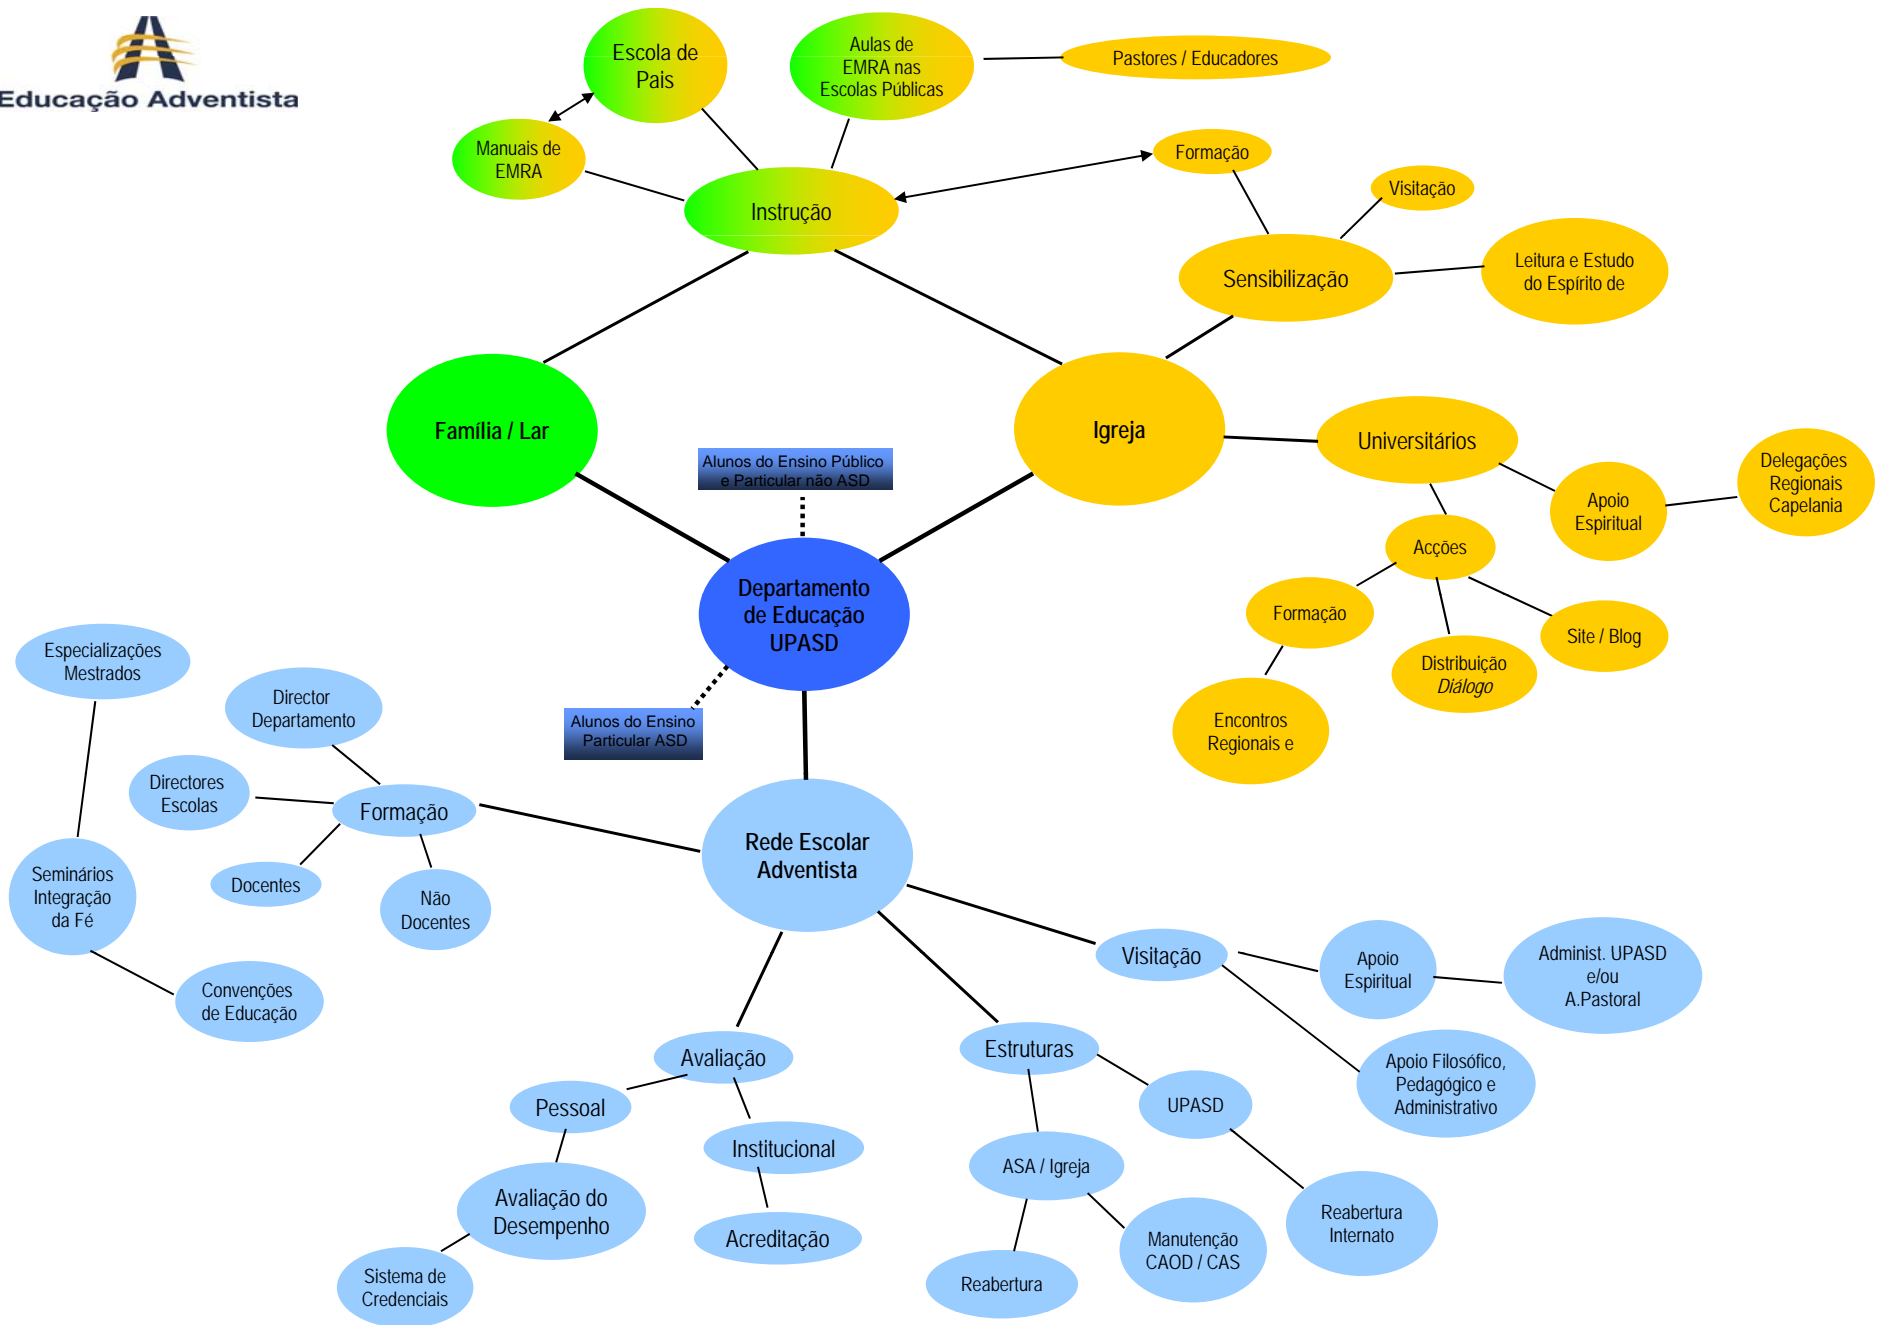 Educação Adventista
Escola de
Pais
Aulas de
EMRA nas
Escolas Públicas
Pastores / Educadores
Manuais de
EMRA
Formação
Visitação
Instrução
Sensibilização
Leitura e Estudo
do Espírito de
Família / Lar
Igreja
Universitários
Alunos do Ensino Público
e Particular não ASD
Apoio
Espiritual
Delegações
Regionais
Capelania
Acções
Departamento
de Educação
UPASD
Formação
Site / Blog
Distribuição
Diálogo
Encontros
Regionais e
Alunos do Ensino
Particular ASD
Especializações
Mestrados
Director
Departamento
Directores
Escolas
Formação
Docentes
Não
Docentes
Seminários
Integração
da Fé
Convenções
de Educação
Rede Escolar
Adventista
Visitação
Apoio
Espiritual
Administ. UPASD
e/ou
A.Pastoral
Apoio Filosófico,
Pedagógico e
Administrativo
Avaliação
Estruturas
Pessoal
Institucional
UPASD
ASA / Igreja
Avaliação do
Desempenho
Acreditação
Sistema de
Credenciais
Reabertura
Manutenção
CAOD / CAS
Reabertura
Internato